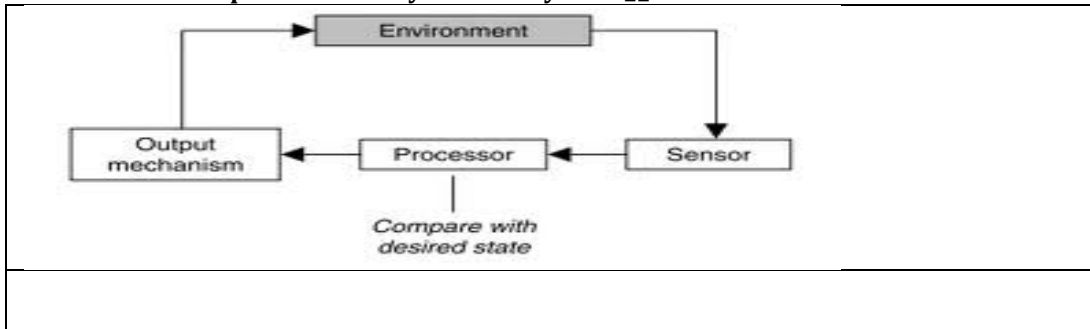 Environment
Output
mechanism
Processor
Sensor
Compare with
desired state